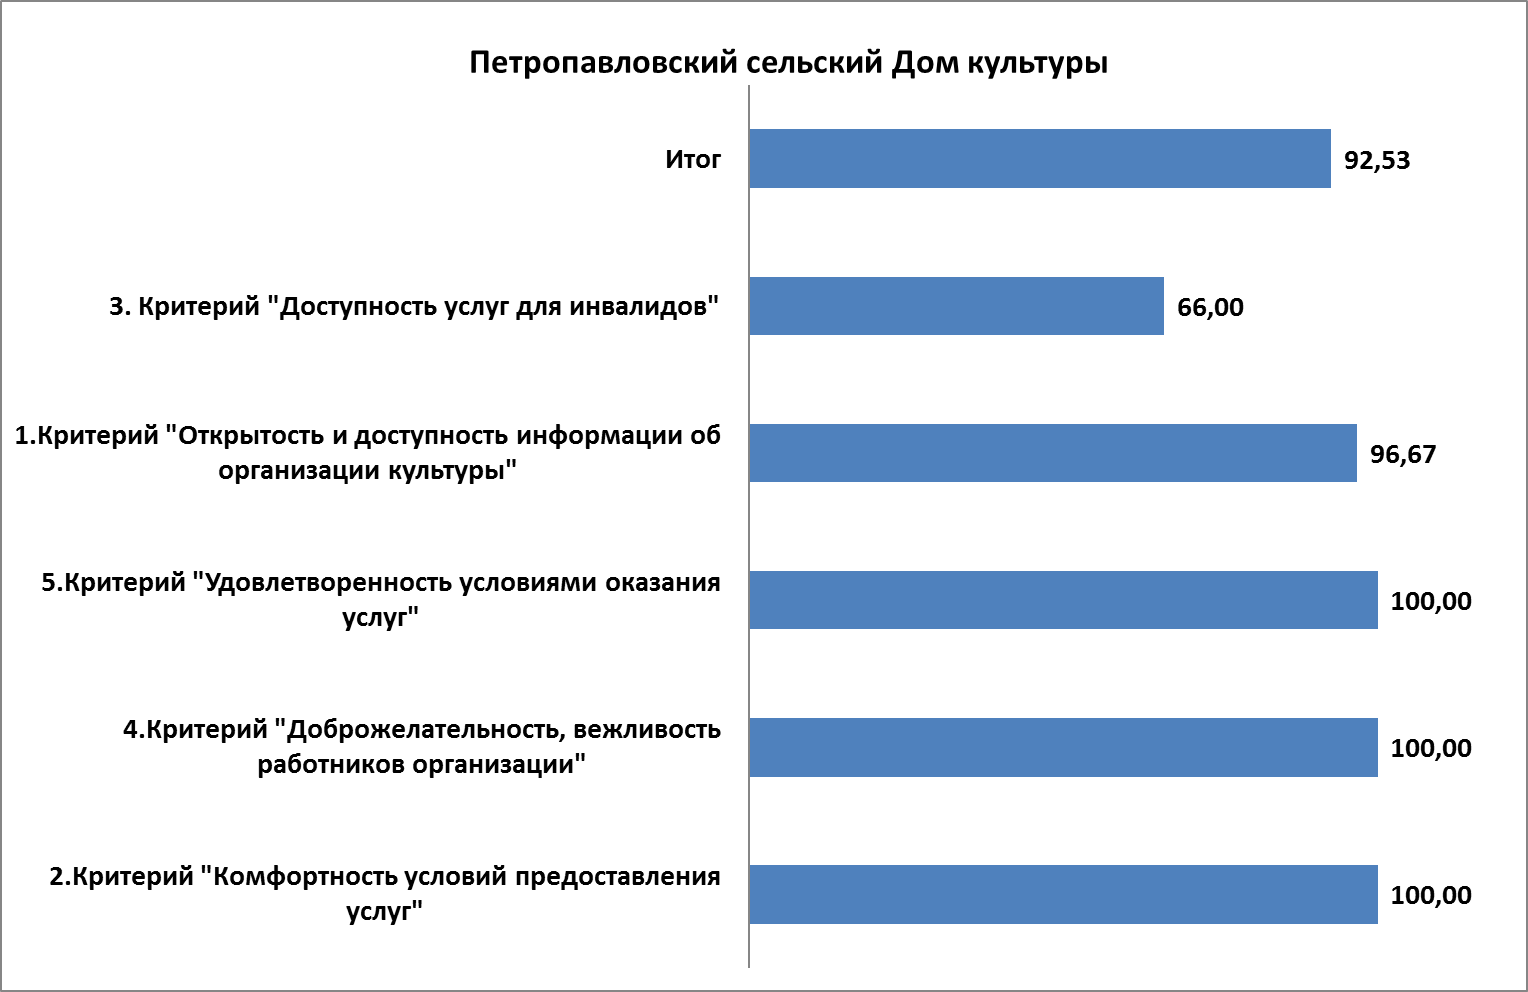 Петропавловский сельский Дом культуры
Итог
92,53
3. Критерий "Доступность услуг для инвалидов"
66,00
1.Критерий "Открытость и доступность информации об
организации культуры"
96,67
5.Критерий "Удовлетворенность условиями оказания
услуг"
100,00
4.Критерий "Доброжелательность, вежливость
работников организации"
100,00
2.Критерий "Комфортность условий предоставления
услуг"
100,00